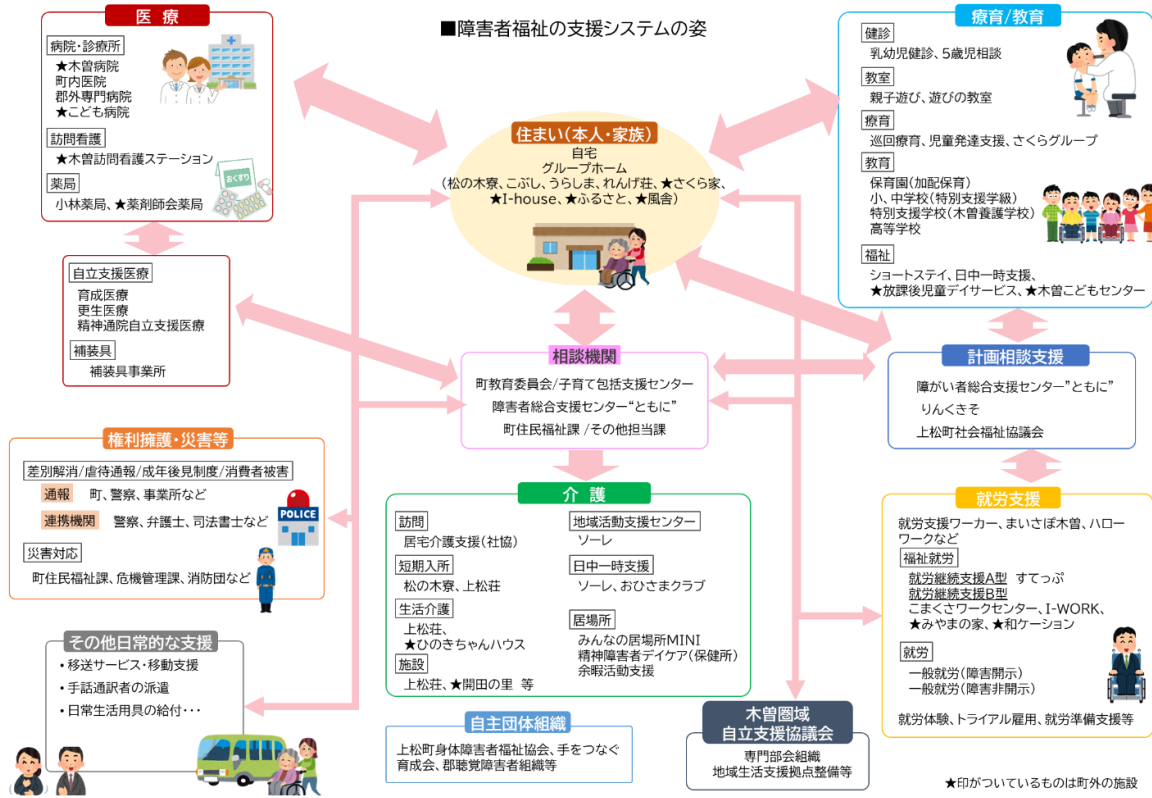 ■障害者福祉の支援システムの姿
医 療
病院・診療所
★木曽病院
町内医院
郡外専門病院
★こども病院
訪問看護
★木曽訪問看護ステーション
薬局
小林薬局、★薬剤師会薬局
おくすり
自立支援医療
育成医療
更生医療
精神通院自立支援医療
補装具
補装具事業所
住まい(本人・家族)
自宅
グループホーム
(松の木寮、こぶし、うらしま、れんげ荘、★さくら家、
★I-house、★ふるさと、★風舎)
療育/教育
健診
乳幼児健診、5歳児相談
教室
親子遊び、遊びの教室
療育
巡回療育、児童発達支援、さくらグループ
教育
保育園(加配保育)
小、中学校(特別支援学級)
特別支援学校(木曽養護学校)
高等学校
福祉
ショートステイ、日中一時支援、
★放課後児童デイサービス、★木曽こどもセンター
相談機関
町教育委員会/子育て包括支援センター
障害者総合支援センター“ともに”
町住民福祉課 /その他担当課
計画相談支援
障がい者総合支援センター”ともに”
りんくきそ
上松町社会福祉協議会
権利擁護・災害等
差別解消/虐待通報/成年後見制度/消費者被害
通報 町、警察、事業所など
連携機関 警察、弁護士、司法書士など
POLICE
災害対応
町住民福祉課、危機管理課、消防団など
介 護
訪問
居宅介護支援(社協)
短期入所
松の木寮、上松荘
生活介護
上松荘、
★ひのきちゃんハウス
施設
上松荘、★開田の里 等
地域活動支援センター
ソーレ
日中一時支援
ソーレ、おひさまクラブ
居場所
みんなの居場所MINI
精神障害者デイケア(保健所)
余暇活動支援
就労支援
就労支援ワーカー、まいさぽ木曽、ハロー
ワークなど
福祉就労
就労継続支援A型 すてっぷ
就労継続支援B型
こまくさワークセンター、I-WORK、
★みやまの家、★和ケーション
就労
一般就労(障害開示)
一般就労(障害非開示)
就労体験、トライアル雇用、就労準備支援等
その他日常的な支援
・移送サービス・移動支援
・手話通訳者の派遣
・日常生活用具の給付・・・
自主団体組織
上松町身体障害者福祉協会、手をつなぐ
育成会、郡聴覚障害者組織等
木曽圏域
自立支援協議会
専門部会組織
地域生活支援拠点整備等
★印がついているものは町外の施設